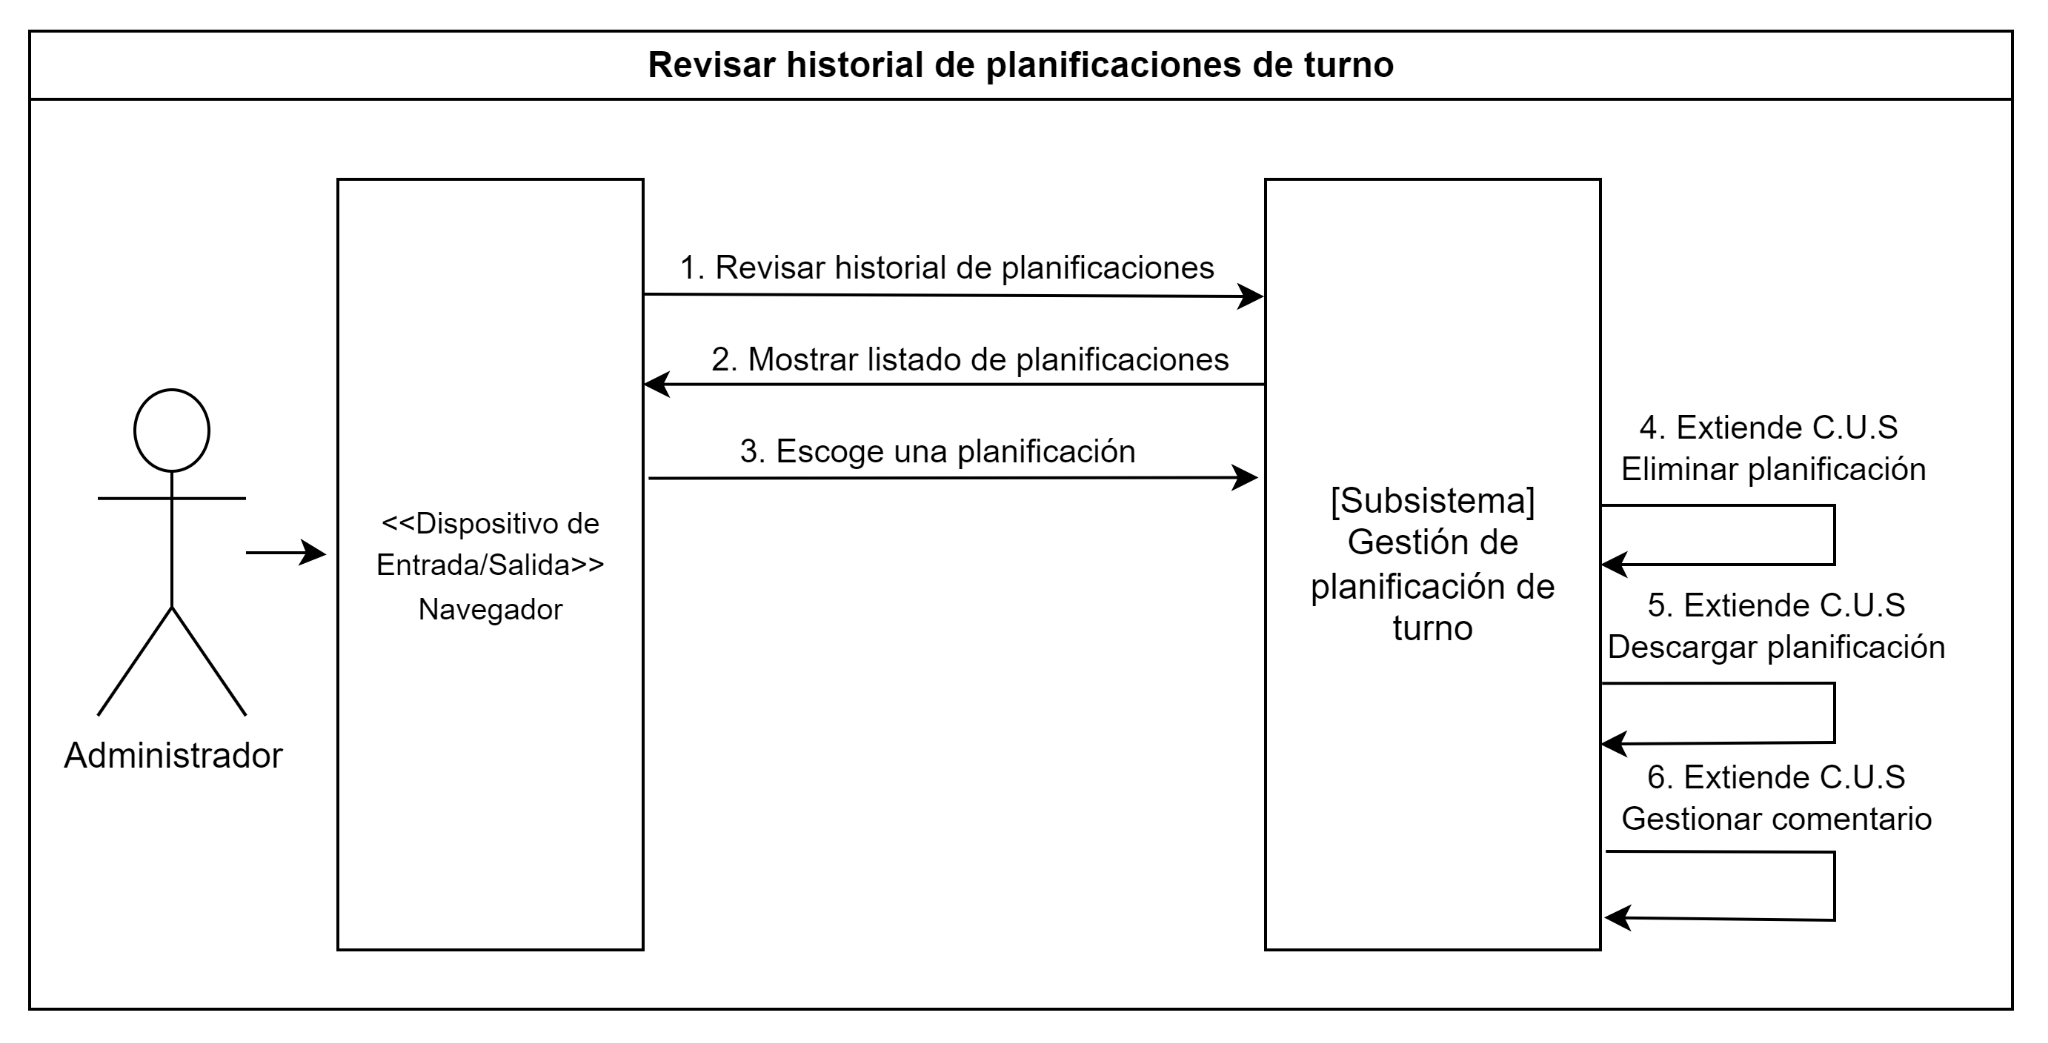 Revisar historial de planificaciones de turno
1. Revisar historial de planificaciones
2. Mostrar listado de planificaciones
3. Escoge una planificación
4. Extiende C.U.S
Eliminar planificación
<<Dispositivo de
Entrada/Salida>>
Navegador
[Subsistema]
Gestión de
planificación de
turno
5. Extiende C.U.S
Descargar planificación
Administrador
6. Extiende C.U.S
Gestionar comentario